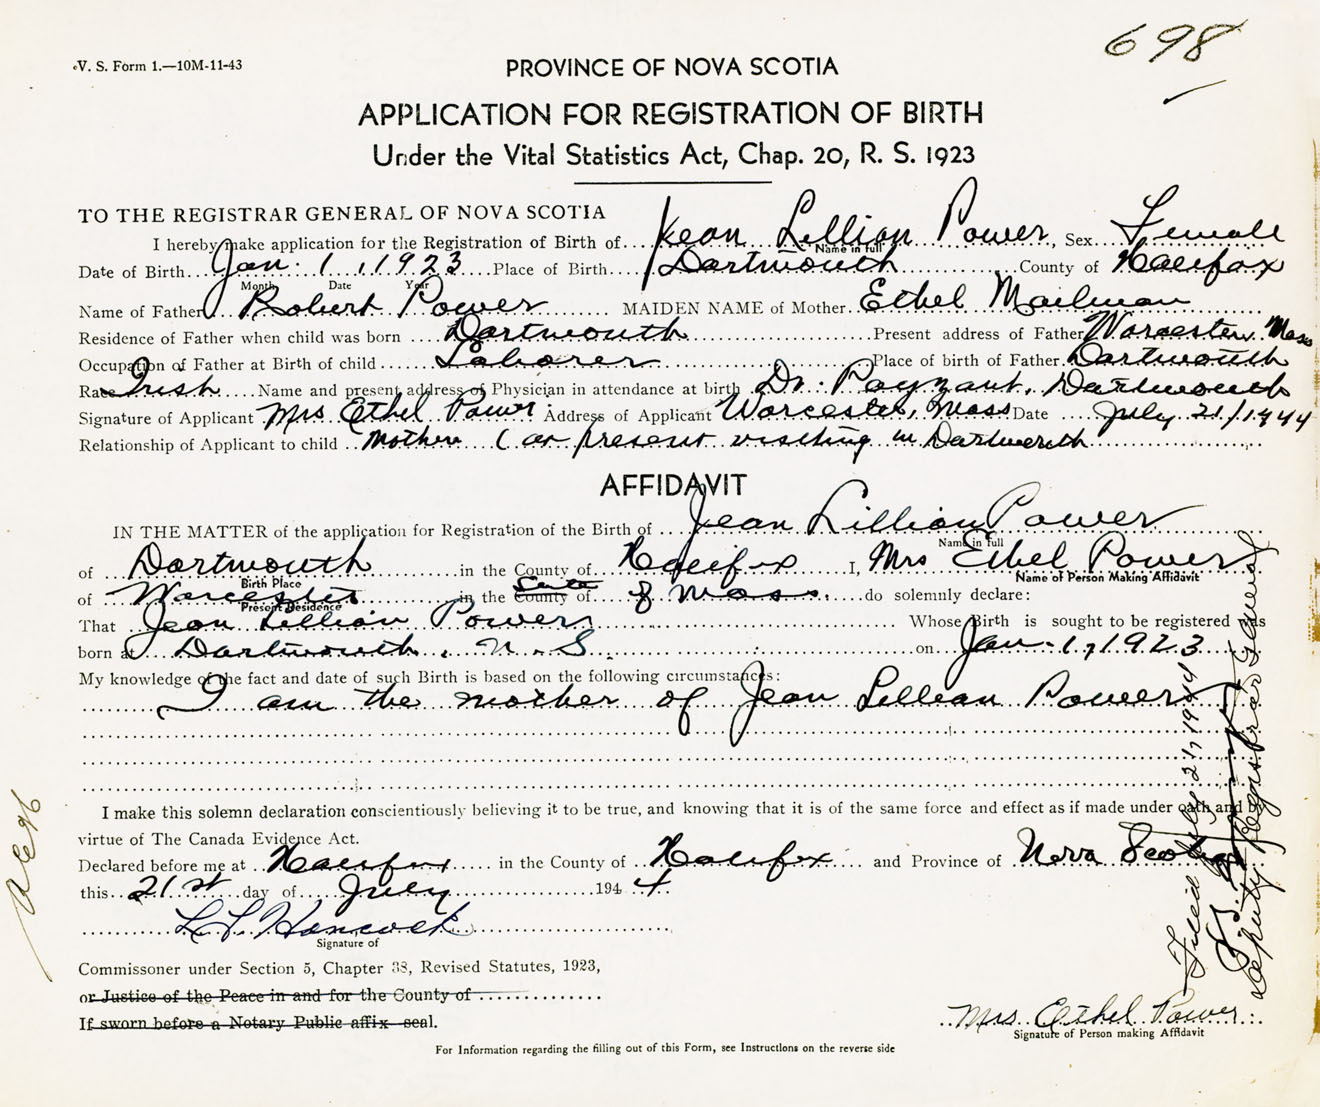 698
V. S. Form 1.—10M-11-43
PROVINCE OF NOVA SCOTIA
APPLICATION FOR REGISTRATION OF BIRTH
Under the Vital Statistics Act, Chap. 20, R. S. 1923
TO THE REGISTRAR GENERAL OF NOVA SCOTIA
I hereby make application for the Registration of Birth of Jean Lillian Power, Sex Female
Name in full
Date of Birth Jan. 1, 1923 Place of Birth Dartmouth County of Halifax
Month Date Year
Name of Father Robert Power MAIDEN NAME of Mother Ethel Mailman
Residence of Father when child was born Dartmouth Present address of Father Worcester, Mass
Occupation of Father at Birth of child Laborer Place of birth of Father Dartmouth
Race Irish Name and present address of Physician in attendance at birth Dr. Payzant, Dartmouth
Signature of Applicant Mrs Ethel Power Address of Applicant Worcester, Mass Date July 21/1944
Relationship of Applicant to child Mother (at present visiting in Dartmouth
AFFIDAVIT
IN THE MATTER of the application for Registration of the Birth of Jean Lillian Power
Name in full
of Dartmouth in the County of Halifax I, Mrs Ethel Power
Birth Place Name of Person Making Affidavit
of Worcester in the County State of Mass. do solemnly declare:
Present Residence
That Jean Lillian Power Whose Birth is sought to be registered was
born at Dartmouth, N. S. on Jan. 1, 1923
My knowledge of the fact and date of such Birth is based on the following circumstances:
I am the mother of Jean Lillian Power
I make this solemn declaration conscientiously believing it to be true, and knowing that it is of the same force and effect as if made under oath and
virtue of The Canada Evidence Act.
Declared before me at Halifax in the County of Halifax and Province of Nova Scotia
this 21st day of July 1944
Hancock
Signature of
Commissoner under Section 5, Chapter 38, Revised Statutes, 1923,
or Justice of the Peace in and for the County of
If sworn before a Notary Public affix seal.
Mrs. Ethel Power
Signature of Person making Affidavit
For Information regarding the filling out of this Form, see Instructions on the reverse side
Filed July 21, 1944
Deputy Registrar General